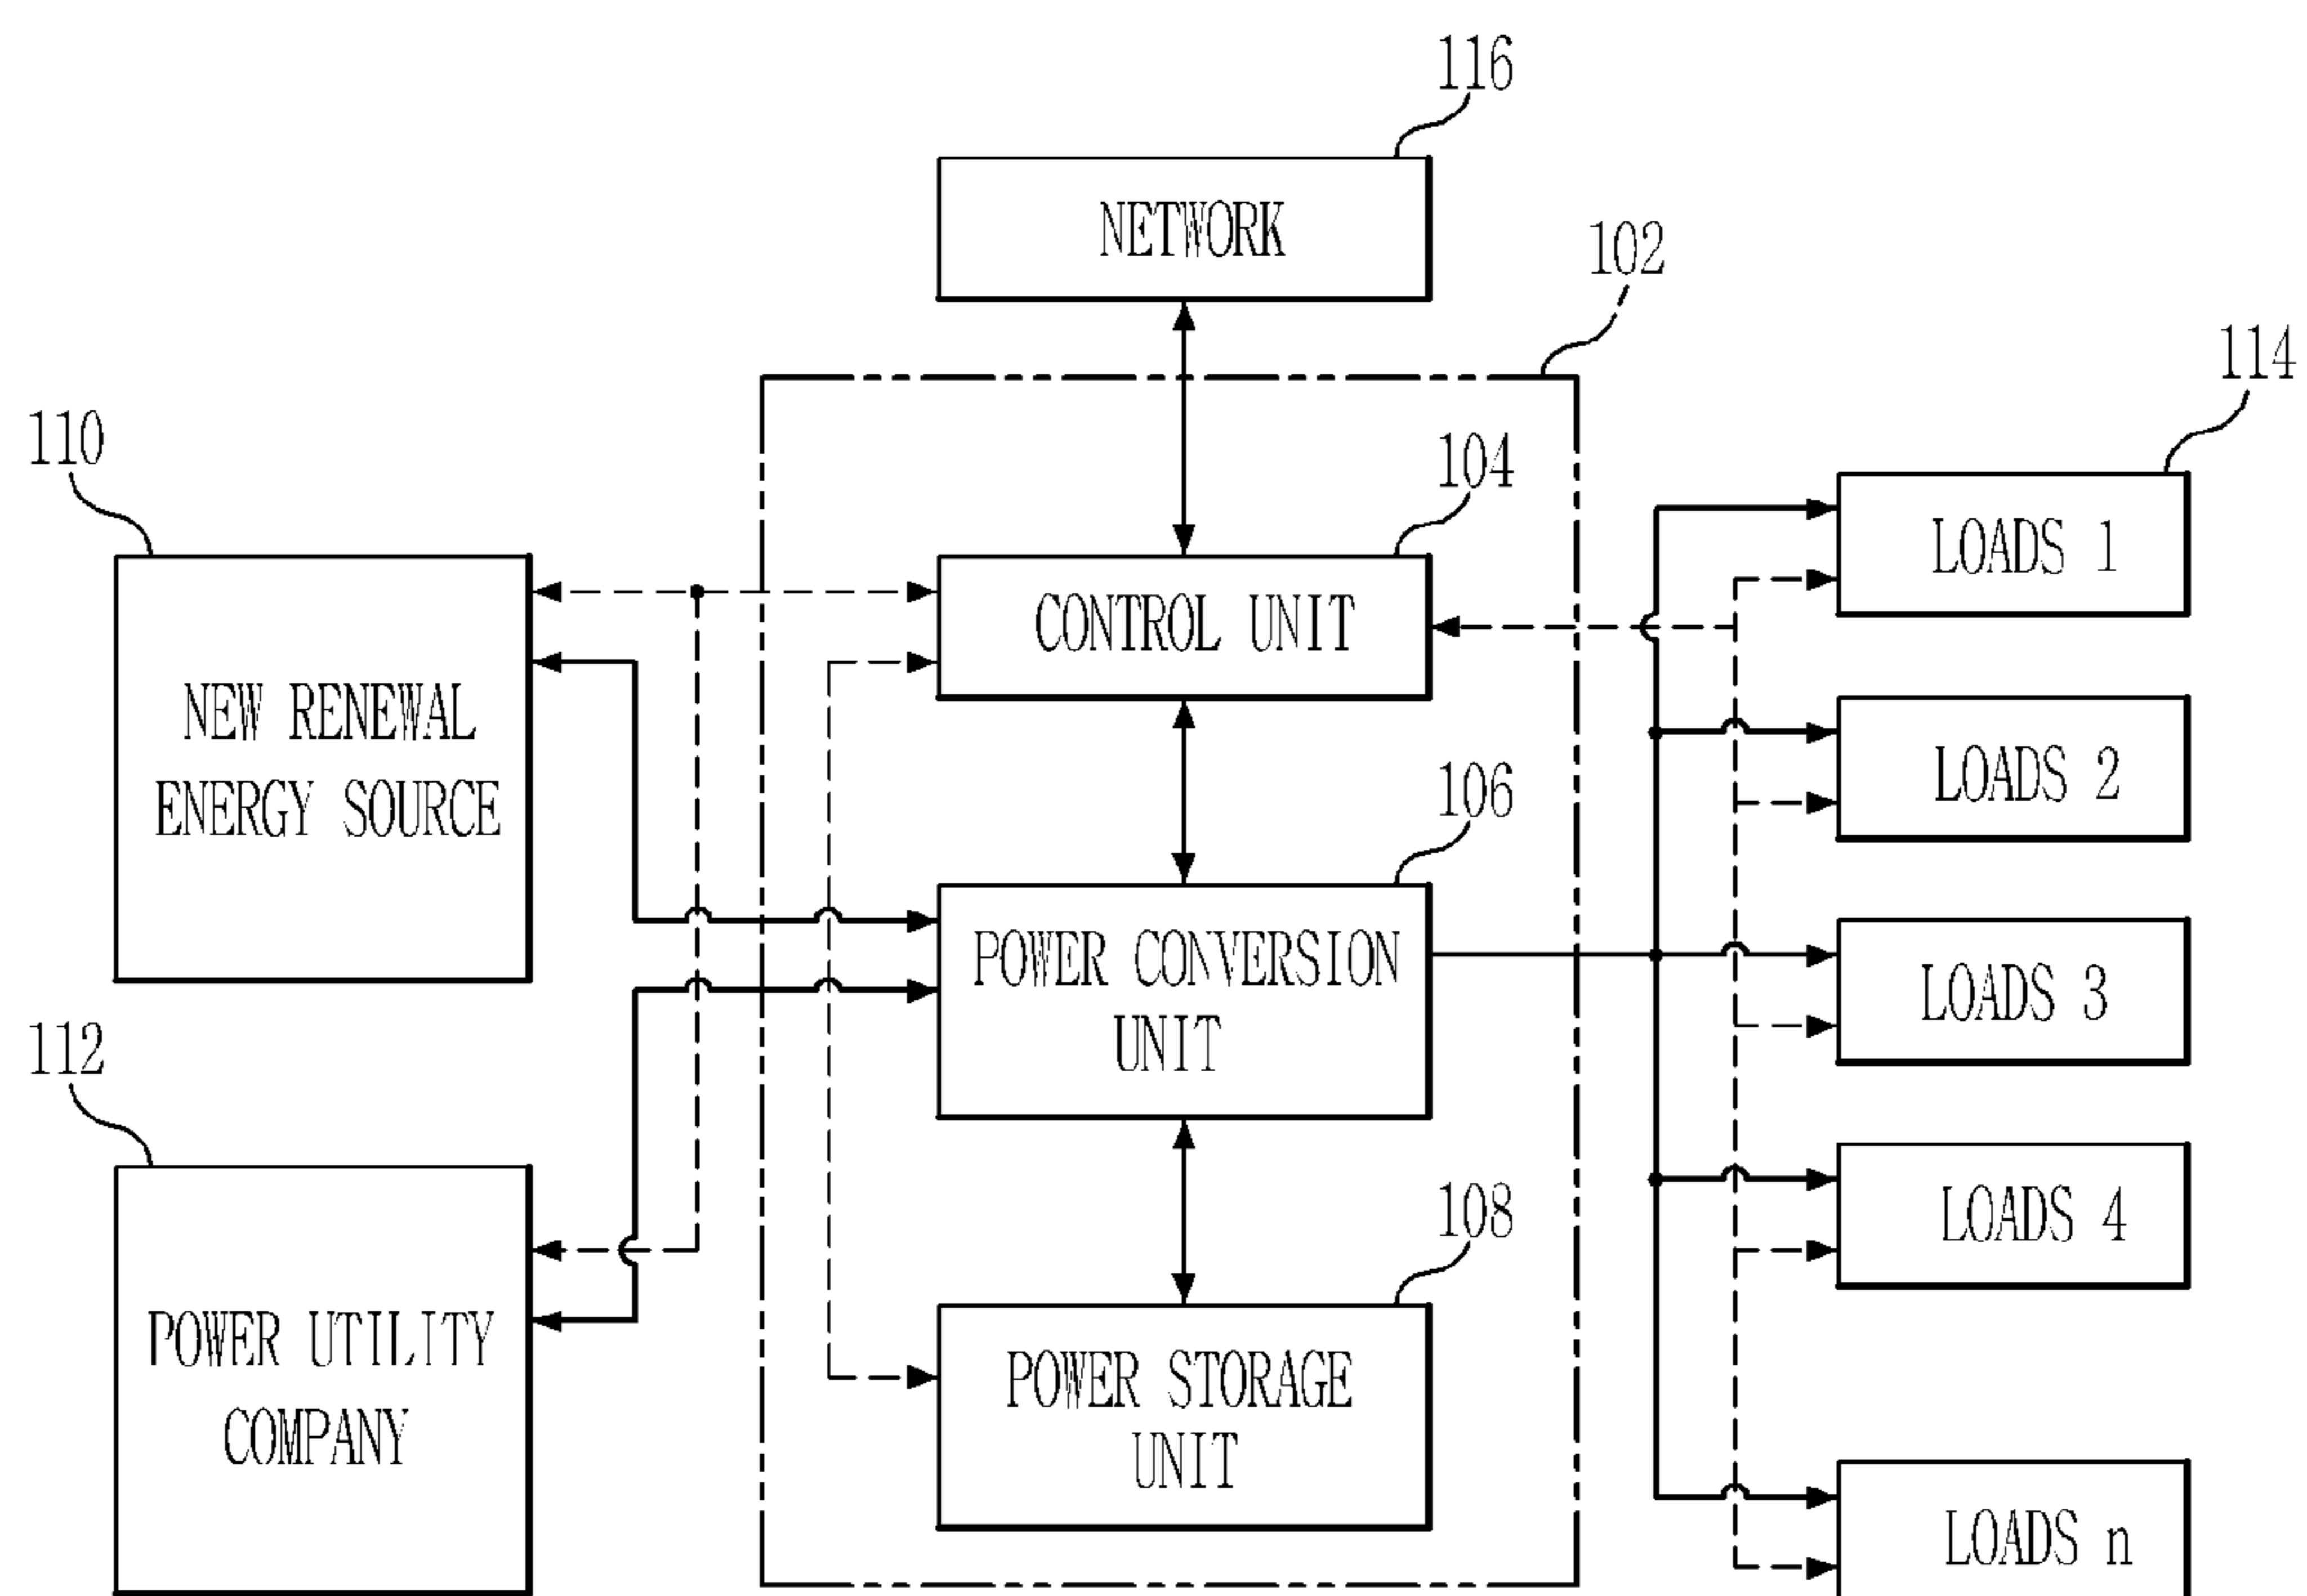 116
NETWORK
102
114
110
104
LOADS 1
CONTROL UNIT
NEW RENEWAL
ENERGY SOURCE
LOADS 2
106
POWER CONVERSION
UNIT
LOADS 3
112
108
LOADS 4
POWER UTILITY
COMPANY
POWER STORAGE
UNIT
LOADS n